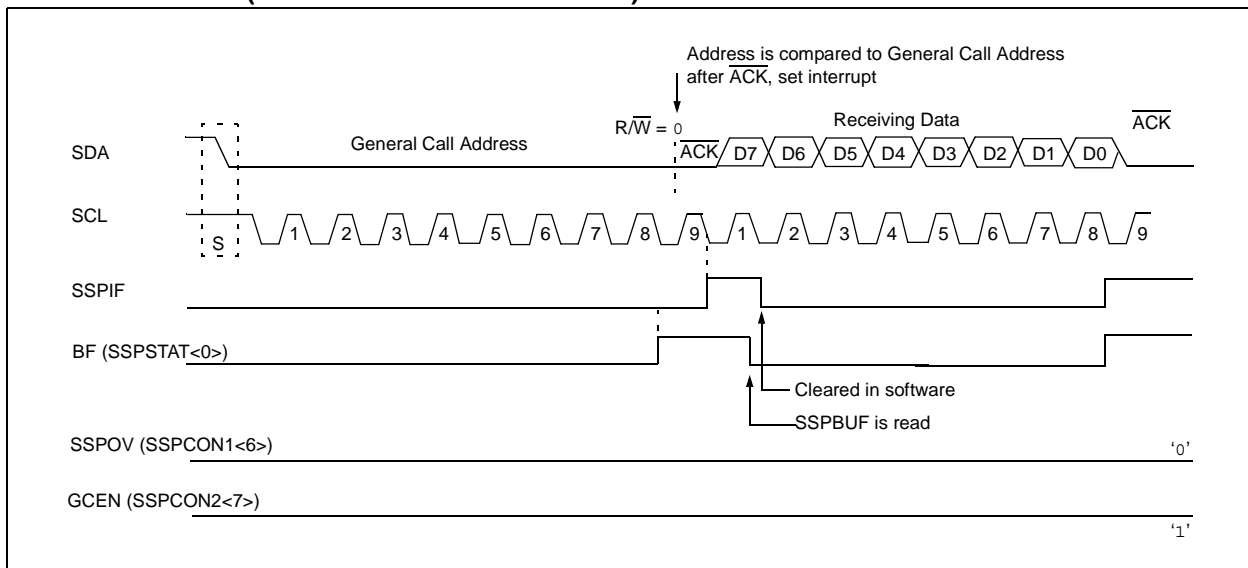 Address is compared to General Call Address
after ACK, set interrupt
R/W = 0
Receiving Data
ACK
SDA
General Call Address
ACK
D7
D6
D5
D4
D3
D2
D1
D0
SCL
S
1
2
3
4
5
6
7
8
9
1
2
3
4
5
6
7
8
9
SSPIF
BF (SSPSTAT<0>)
Cleared in software
SSPBUF is read
SSPOV (SSPCON1<6>)
‘0’
GCEN (SSPCON2<7>)
‘1’